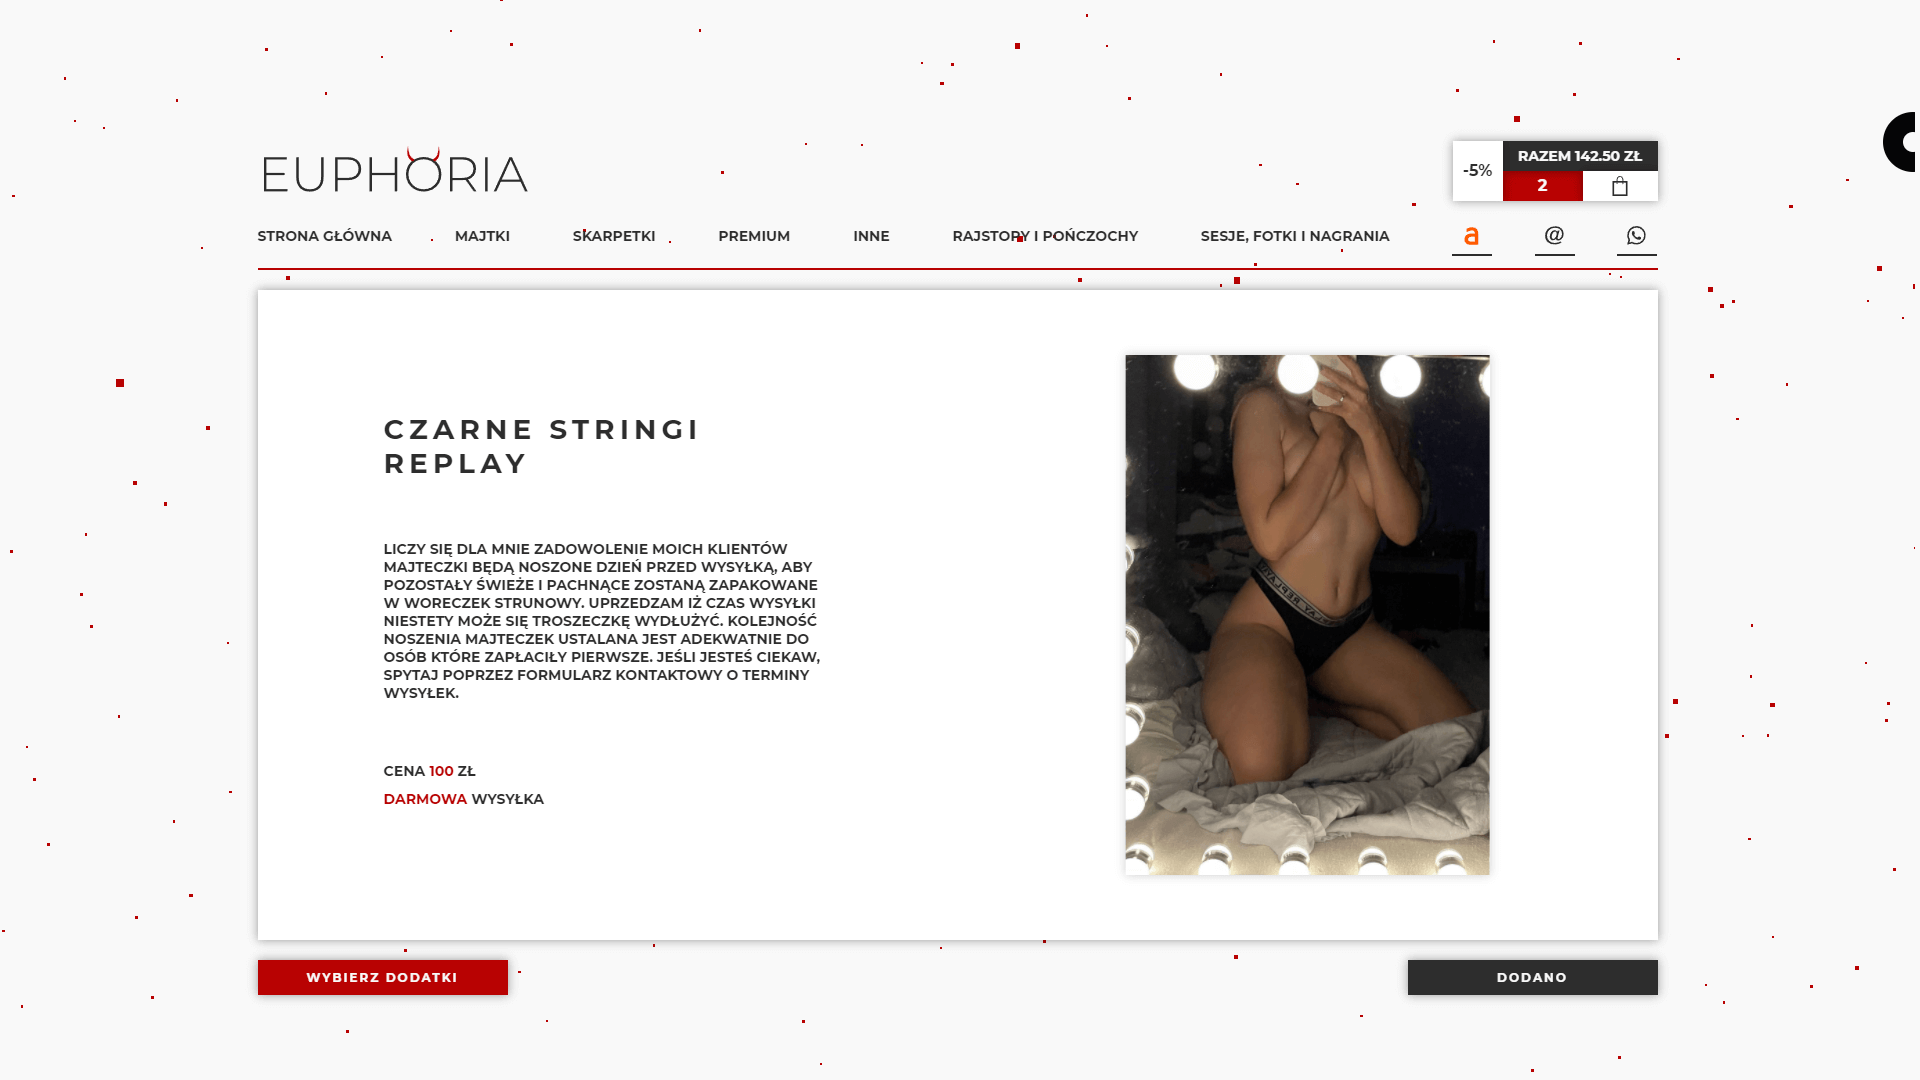 EUPHORIA
-5%
RAZEM 142.50 ZŁ
2
STRONA GŁÓWNA
MAJTKI
SKARPETKI
PREMIUM
INNE
RAJSTOPY I POŃCZOCHY
SESJE, FOTKI I NAGRANIA
a
@
CZARNE STRINGI
REPLAY
LICZY SIĘ DLA MNIE ZADOWOLENIE MOICH KLIENTÓW
MAJTECZKI BĘDĄ NOSZONE DZIEŃ PRZED WYSYŁKĄ, ABY
POZOSTAŁY ŚWIEŻE I PACHNĄCE ZOSTANĄ ZAPAKOWANE
W WORECZEK STRUNOWY. UPRZEDZAM IŻ CZAS WYSYŁKI
NIESTETY MOŻE SIĘ TROSZECZKĘ WYDŁUŻYĆ. KOLEJNOŚĆ
NOSZENIA MAJTECZEK USTALANA JEST ADEKWATNIE DO
OSÓB KTÓRE ZAPŁACIŁY PIERWSZE. JEŚLI JESTEŚ CIEKAW,
SPYTAJ POPRZEZ FORMULARZ KONTAKTOWY O TERMINY
WYSYŁEK.
CENA 100 ZŁ
DARMOWA WYSYŁKA
WYBIERZ DODATKI
DODANO